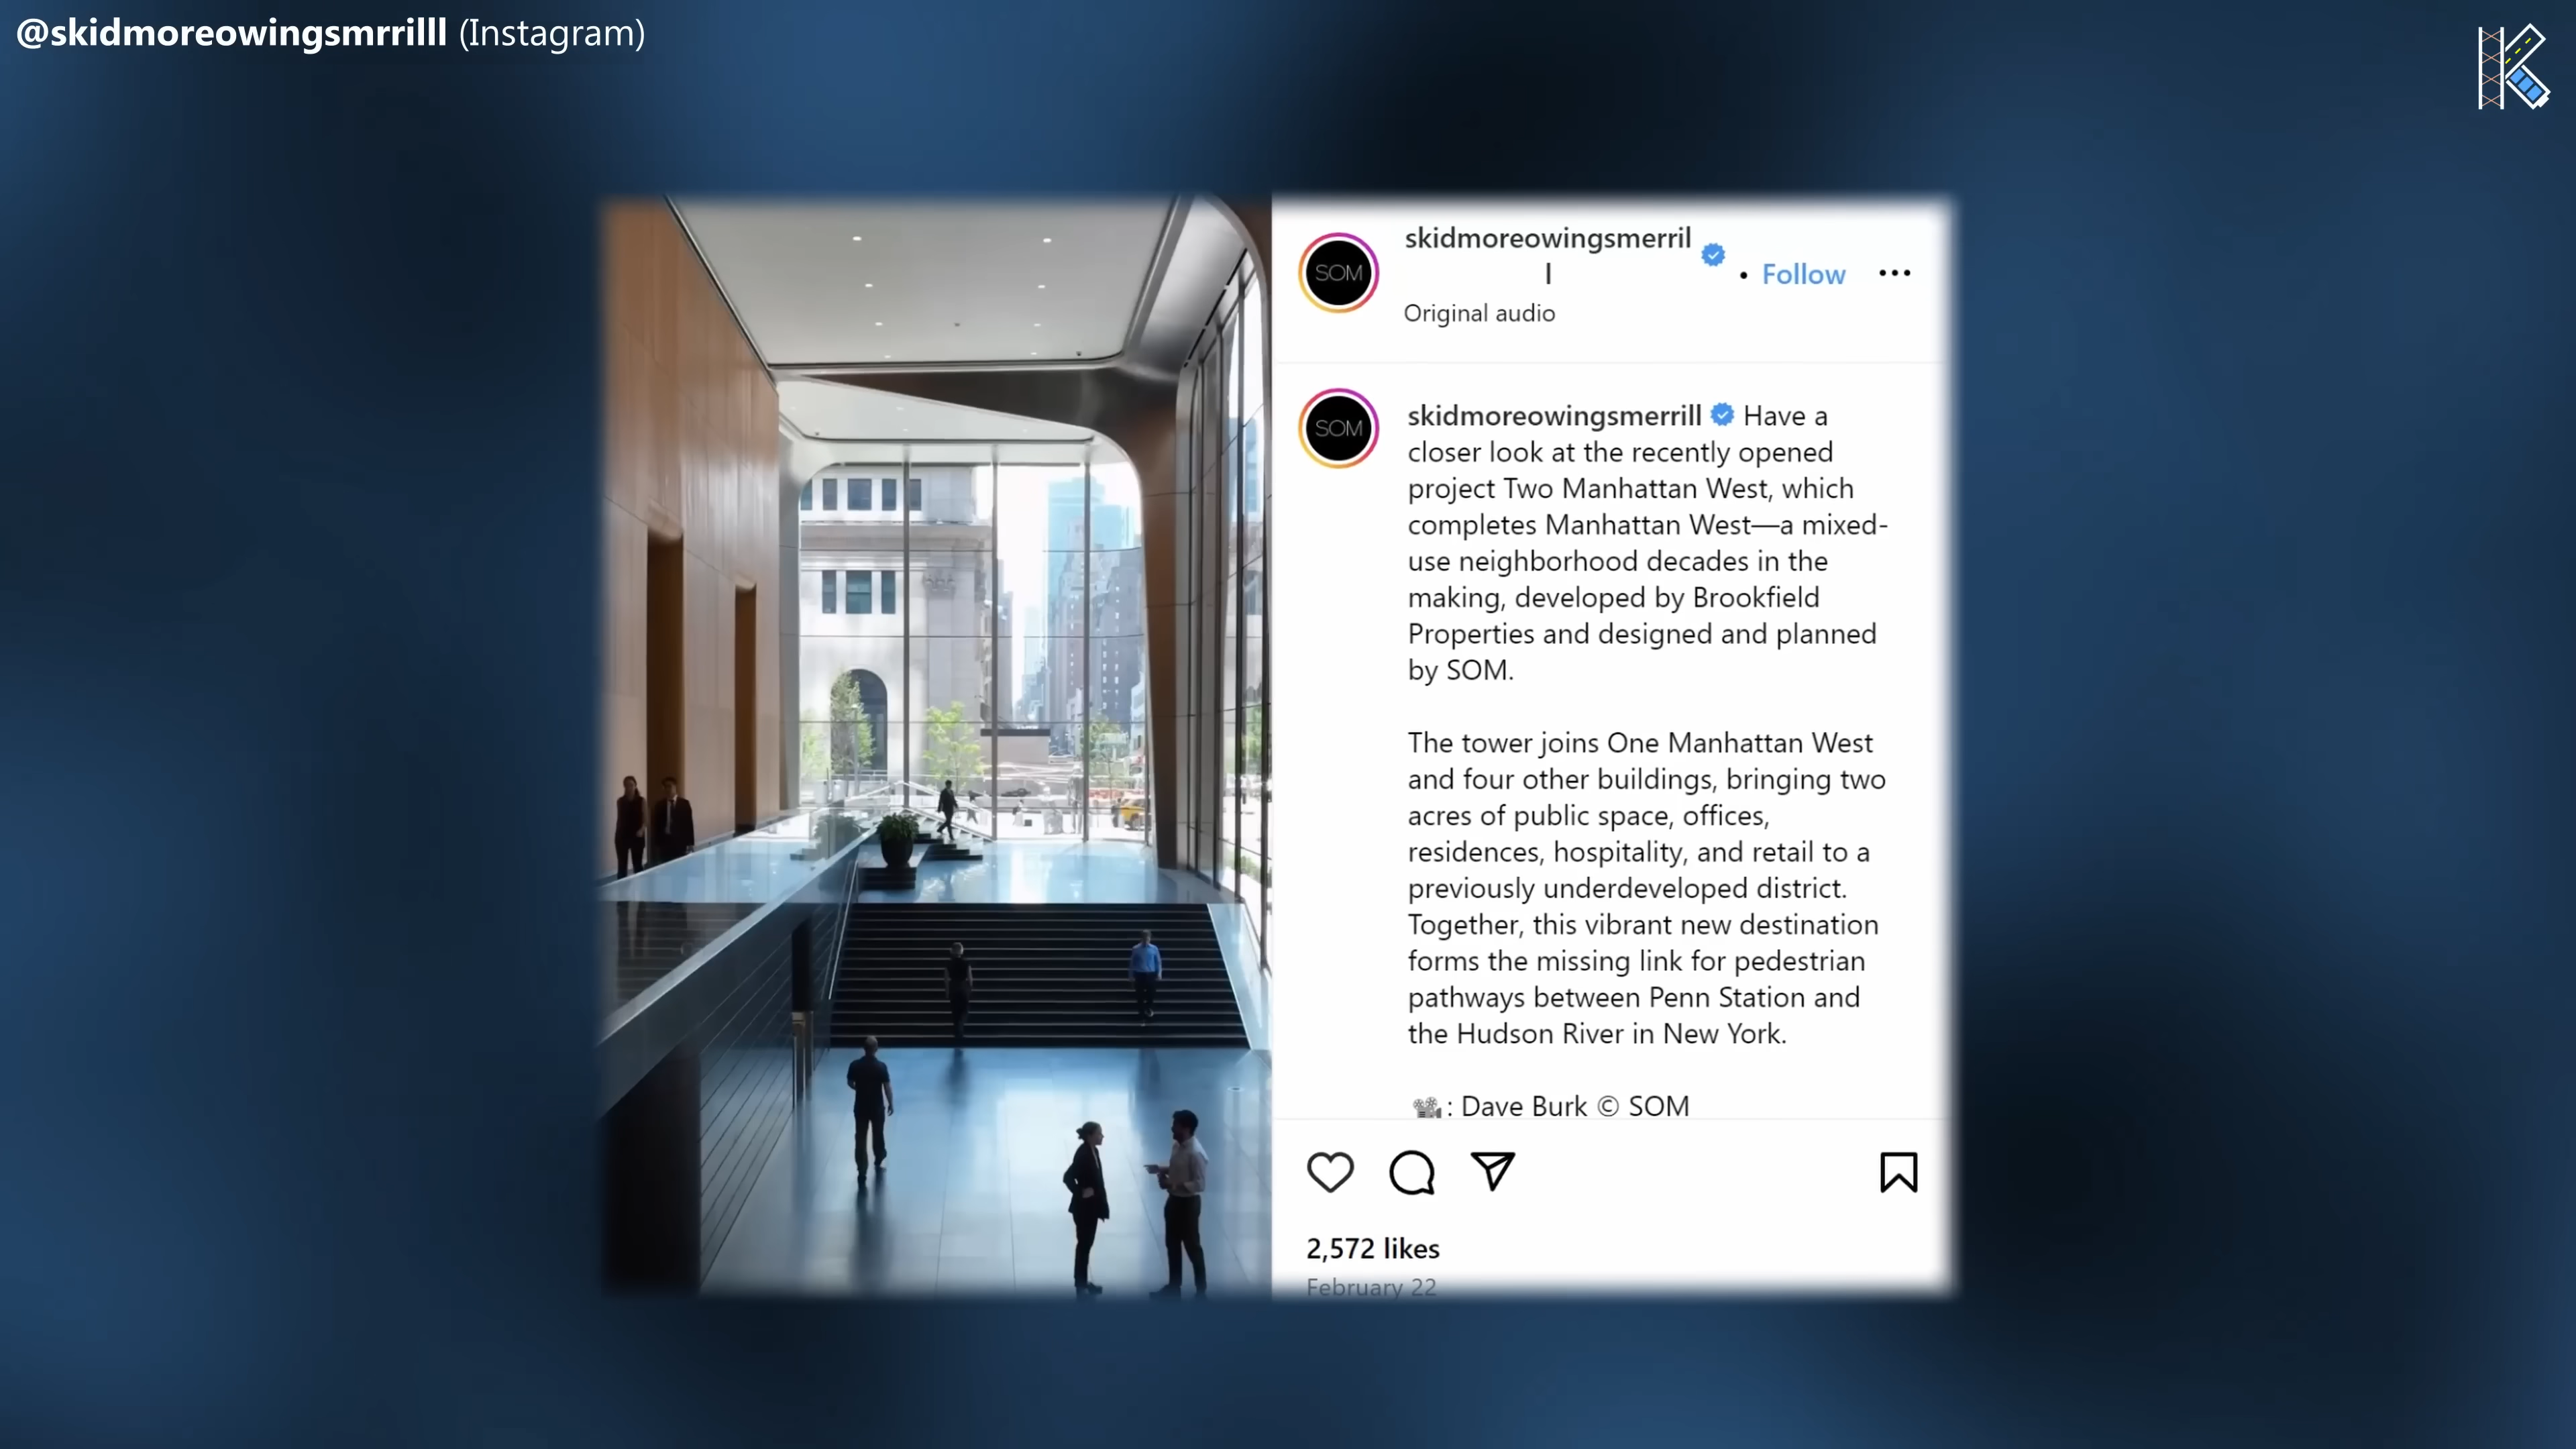 @skidmoreowingsmrrilll (Instagram)
SOM
skidmoreowingsmerril
l
• Follow
Original audio
SOM
skidmoreowingsmerrill Have a
closer look at the recently opened
project Two Manhattan West, which
completes Manhattan West—a mixed-
use neighborhood decades in the
making, developed by Brookfield
Properties and designed and planned
by SOM.
The tower joins One Manhattan West
and four other buildings, bringing two
acres of public space, offices,
residences, hospitality, and retail to a
previously underdeveloped district.
Together, this vibrant new destination
forms the missing link for pedestrian
pathways between Penn Station and
the Hudson River in New York.
: Dave Burk © SOM
2,572 likes
February 22